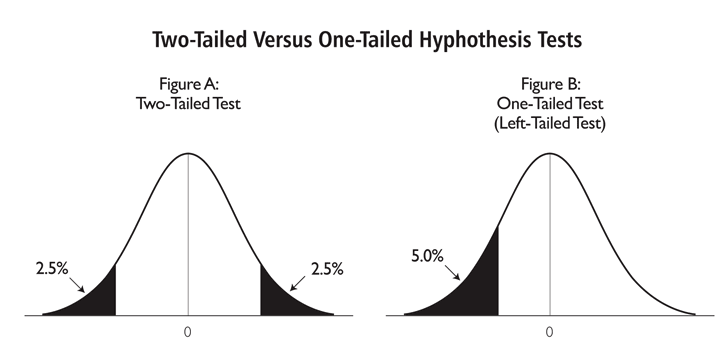 Two-Tailed Versus One-Tailed Hyphothesis Tests
Figure A:
Two-Tailed Test
2.5%
2.5%
0
Figure B:
One-Tailed Test
(Left-Tailed Test)
5.0%
0